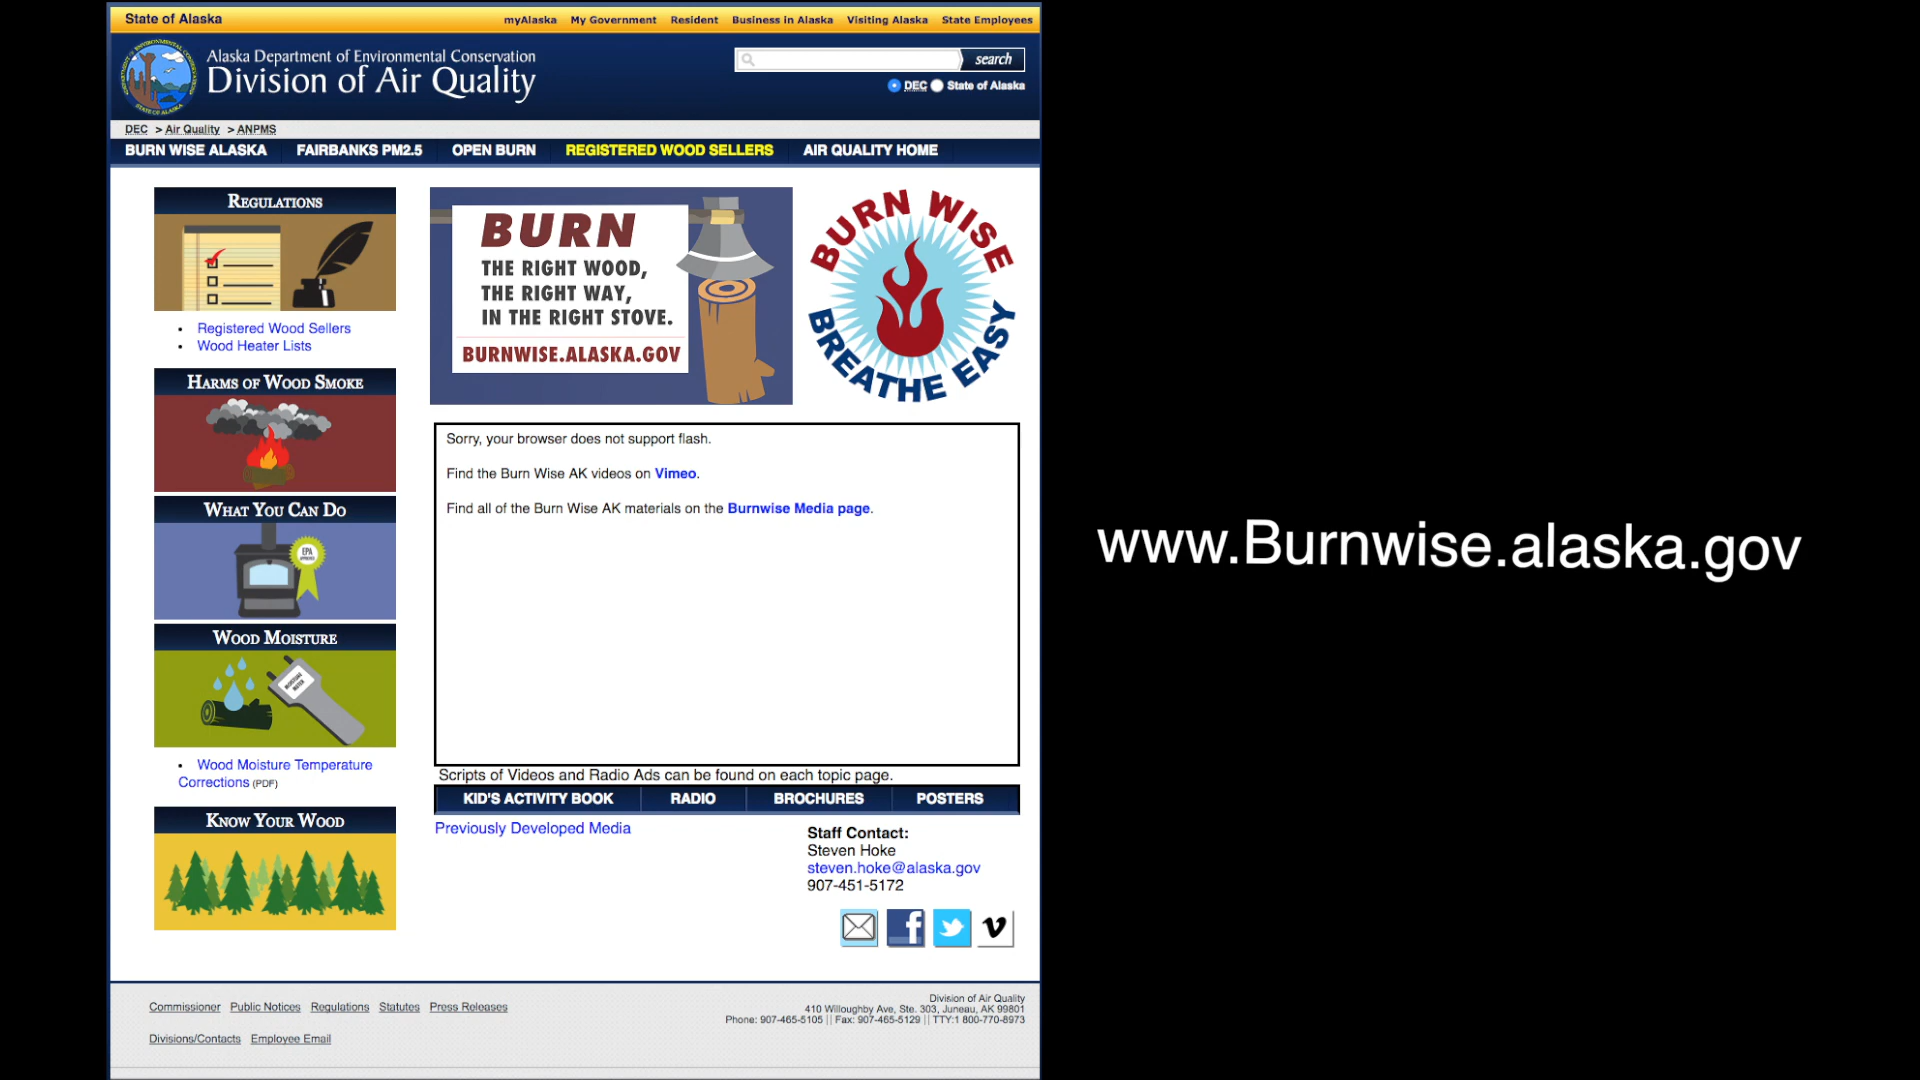 State of Alaska
myAlaska My Government Resident Business in Alaska Visiting Alaska State Employees
Alaska Department of Environmental Conservation
Division of Air Quality
search
DEC State of Alaska
DEC > Air Quality > ANPMS
BURN WISE ALASKA FAIRBANKS PM2.5 OPEN BURN REGISTERED WOOD SELLERS AIR QUALITY HOME
REGULATIONS
• Registered Wood Sellers
• Wood Heater Lists
HARMS OF WOOD SMOKE
WHAT YOU CAN DO
EPA
WOOD MOISTURE
MOISTURE
METER
• Wood Moisture Temperature
Corrections (PDF)
KNOW YOUR WOOD
BURN
THE RIGHT WOOD,
THE RIGHT WAY,
IN THE RIGHT STOVE.
BURNWISE.ALASKA.GOV
BURN WISE
BREATHE EASY
Sorry, your browser does not support flash.
Find the Burn Wise AK videos on Vimeo.
Find all of the Burn Wise AK materials on the Burnwise Media page.
Scripts of Videos and Radio Ads can be found on each topic page.
KID'S ACTIVITY BOOK RADIO BROCHURES POSTERS
Previously Developed Media
Staff Contact:
Steven Hoke
steven.hoke@alaska.gov
907-451-5172
Commissioner Public Notices Regulations Statutes Press Releases
Divisions/Contacts Employee Email
Division of Air Quality
410 Willoughby Ave, Ste. 303, Juneau, AK 99801
Phone: 907-465-5105 || Fax: 907-465-5129 || TTY:1 800-770-8973
www.Burnwise.alaska.gov